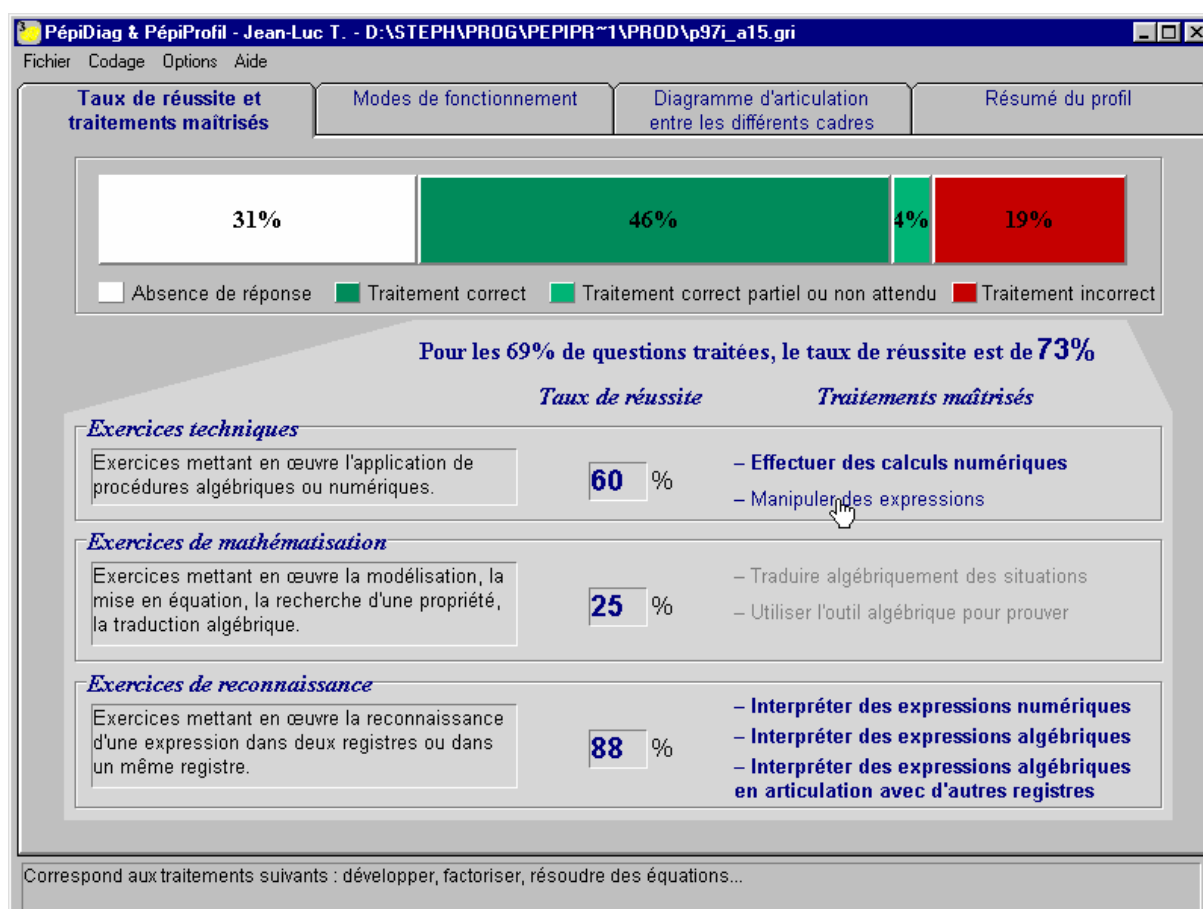 PépiDiag & PépiProfil - Jean-Luc T. - D:\STEPH\PROG\PEPIPR~1\PROD\p97i_a15.gri
Fichier Codage Options Aide
Taux de réussite et
traitements maîtrisés
Modes de fonctionnement
Diagramme d'articulation
entre les différents cadres
Résumé du profil
31% 46% 4% 19%
Absence de réponse Traitement correct Traitement correct partiel ou non attendu Traitement incorrect
Pour les 69% de questions traitées, le taux de réussite est de 73%
Taux de réussite Traitements maîtrisés
Exercices techniques
Exercices mettant en œuvre l'application de
procédures algébriques ou numériques.
60 %
– Effectuer des calculs numériques
– Manipuler des expressions
Exercices de mathématisation
Exercices mettant en œuvre la modélisation, la
mise en équation, la recherche d'une propriété,
la traduction algébrique.
25 %
– Traduire algébriquement des situations
– Utiliser l'outil algébrique pour prouver
Exercices de reconnaissance
Exercices mettant en œuvre la reconnaissance
d'une expression dans deux registres ou dans
un même registre.
88 %
– Interpréter des expressions numériques
– Interpréter des expressions algébriques
– Interpréter des expressions algébriques
en articulation avec d'autres registres
Correspond aux traitements suivants : développer, factoriser, résoudre des équations...